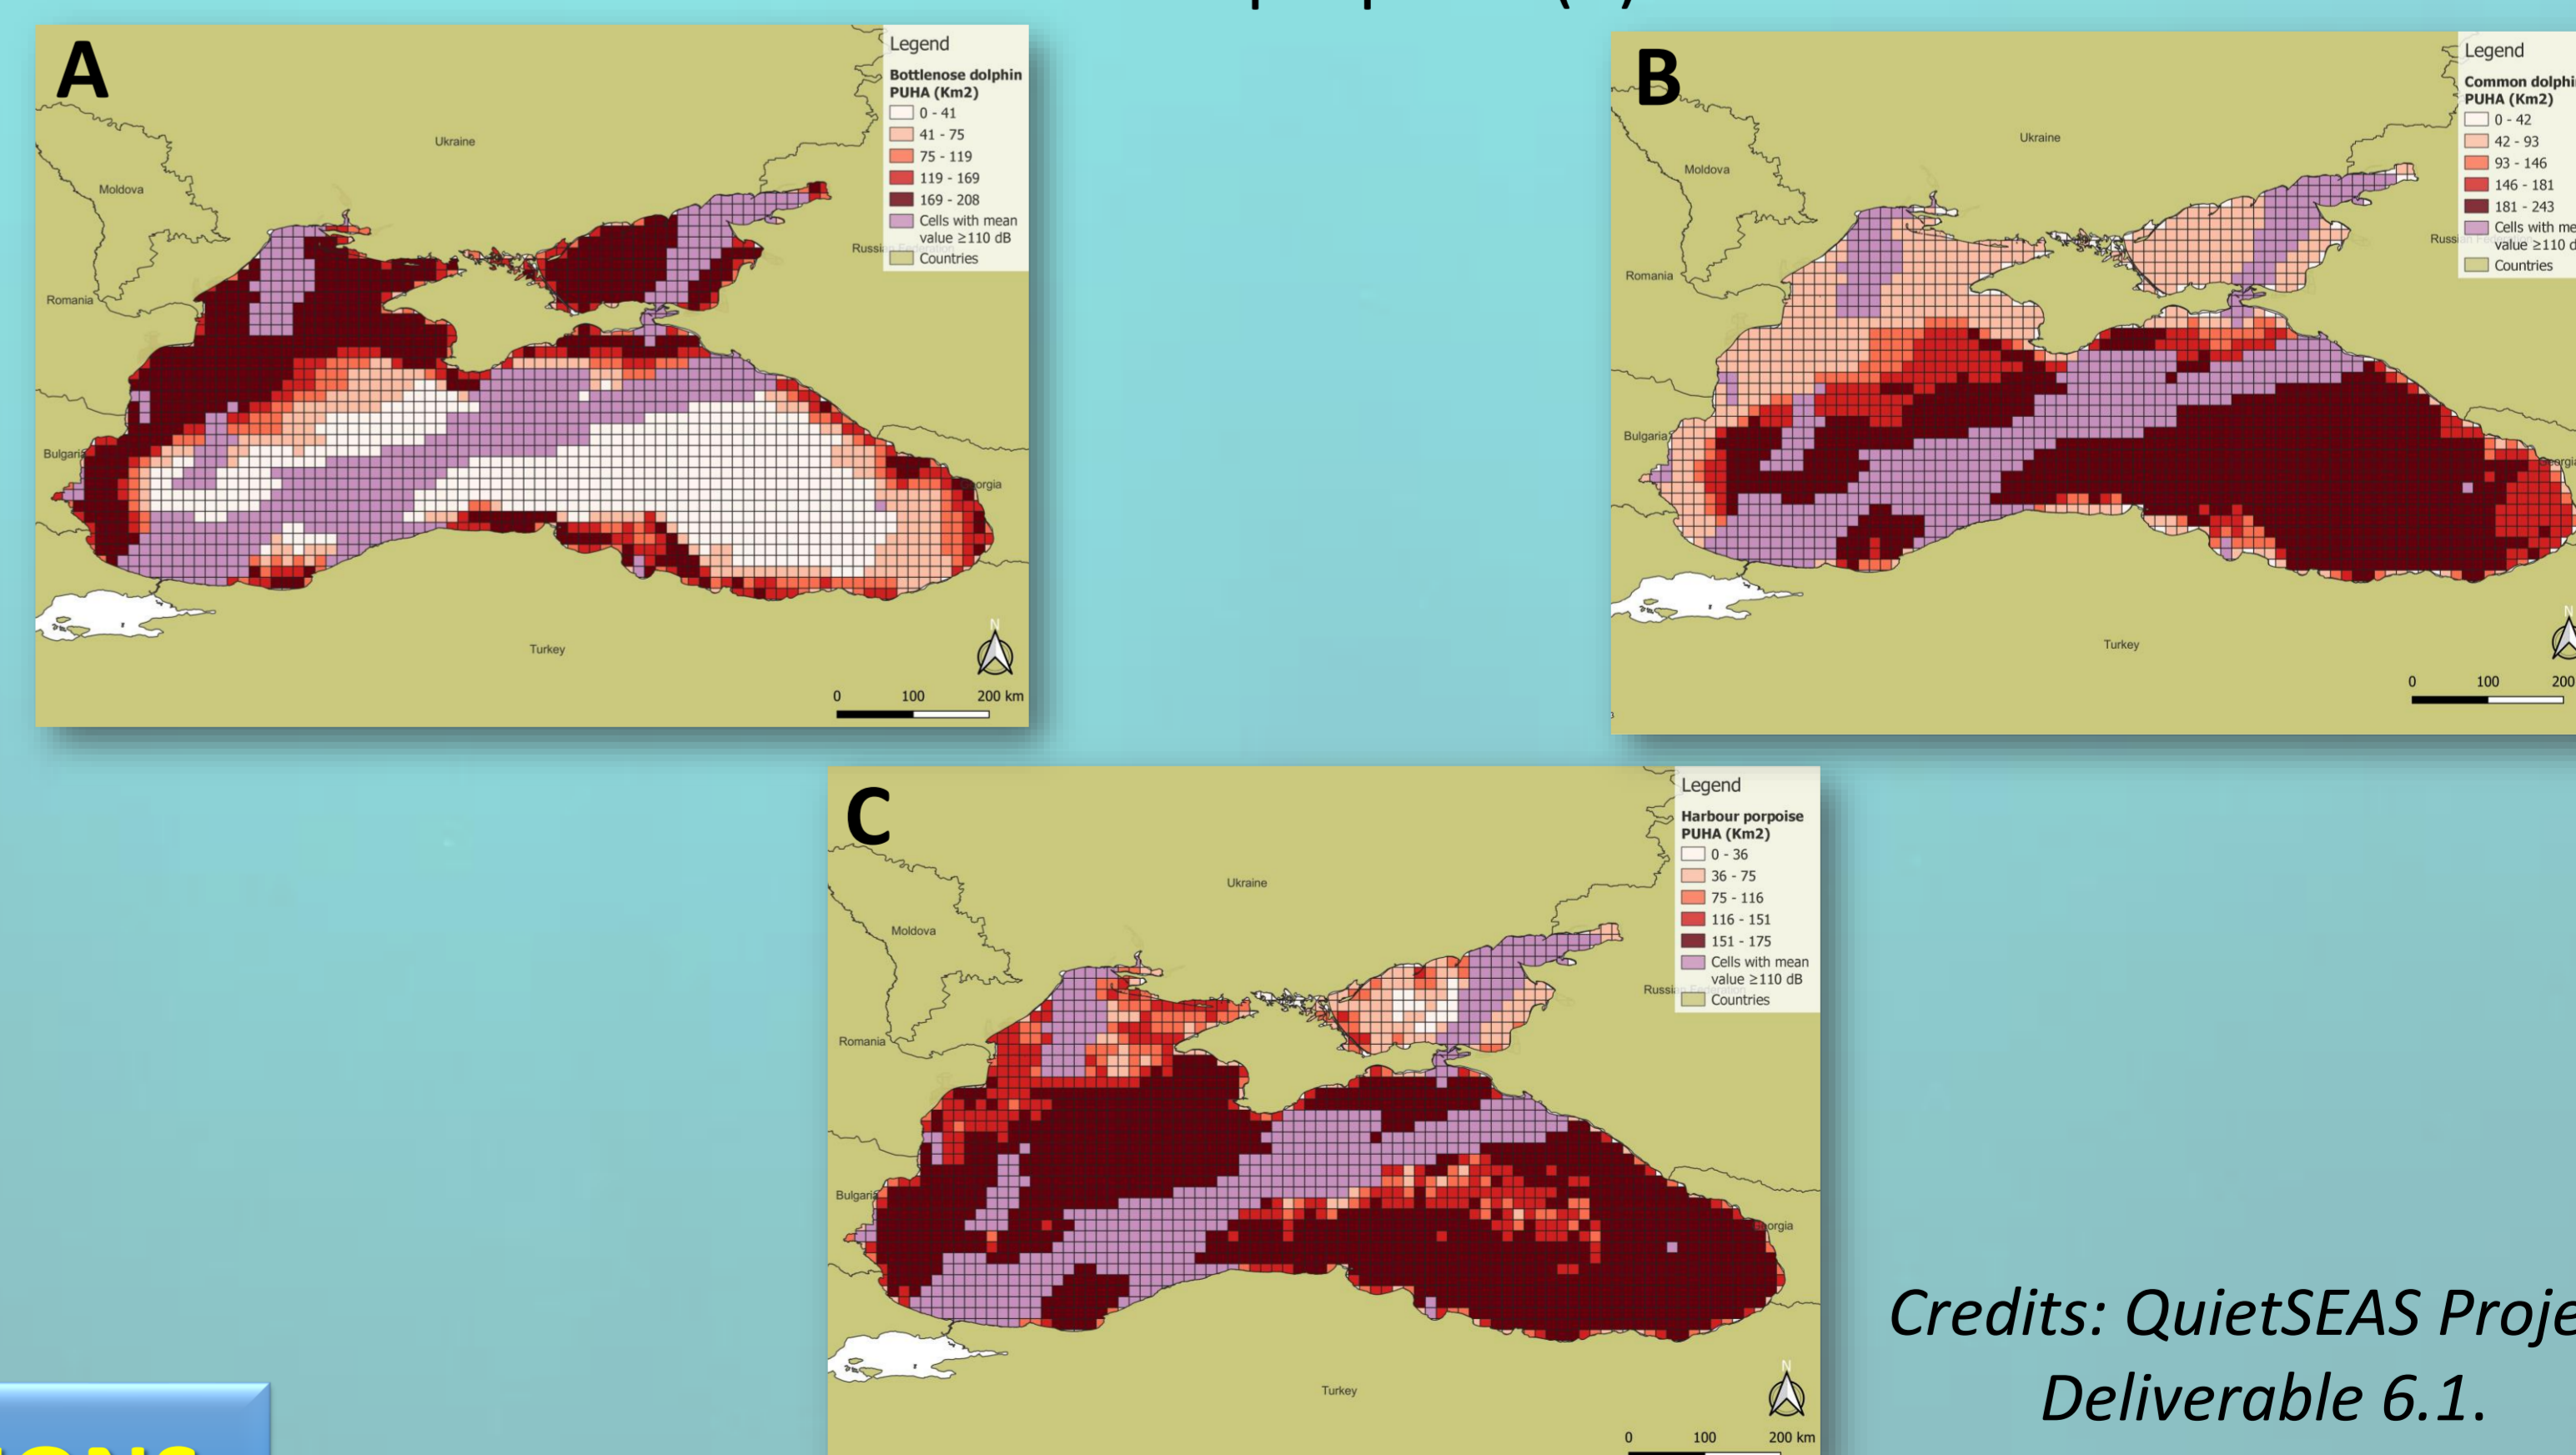 A
Legend
Bottlenose dolphin
PUHA (Km2)
0 - 41
41 - 75
75 - 119
119 - 169
169 - 208
Cells with mean
value ≥110 dB
Countries
Ukraine
Moldova
Romania
Bulgaria
Turkey
N
0 100 200 km
B
Legend
PUHA (Km2)
Common
0 - 42
42 - 93
93 - 146
146 - 181
181 - 243
Cells with
value ≥110
Countries
Ukraine
Moldova
Romania
Bulgaria
Turkey
N
0 100 200
C
Legend
Harbour porpoise
PUHA (Km2)
0 - 36
36 - 75
75 - 116
116 - 151
151 - 175
Cells with mean
value ≥110 dB
Countries
Ukraine
Moldova
Romania
Bulgaria
Turkey
N
0 100 200 km
Credits: QuietSEAS
Deliverable 6.1.